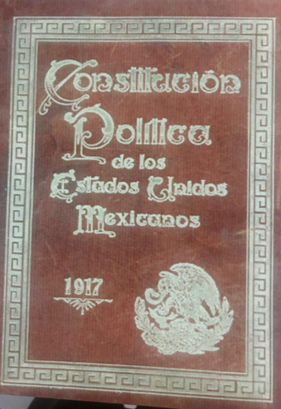 Constitución
Política
de los
Estados Unidos
Mexicanos
1917